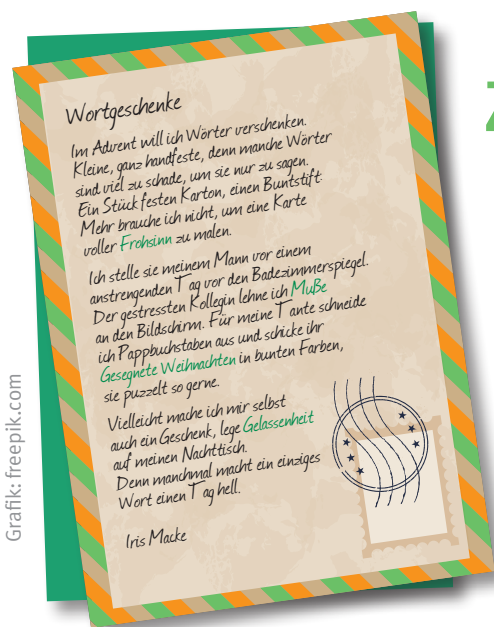 Wortgeschenke
Im Advent will ich Wörter verschenken.
Kleine, ganz handfeste, denn manche Wörter
sind viel zu schade, um sie nur zu sagen.
Ein Stück festen Karton, einen Buntstift:
Mehr brauche ich nicht, um eine Karte
voller Frohsinn zu malen.
Ich stelle sie meinem Mann vor einem
anstrengenden Tag vor den Badezimmerspiegel.
Der gestressten Kollegin lehne ich Muße
an den Bildschirm. Für meine Tante schneide
ich Pappbuchstaben aus und schicke ihr
Gesegnete Weihnachten in bunten Farben,
sie puzzelt so gerne.
Vielleicht mache ich mir selbst
auch ein Geschenk, lege Gelassenheit
auf meinen Nachttisch.
Denn manchmal macht ein einziges
Wort einen Tag hell.
Iris Macke
Grafik: freepik.com